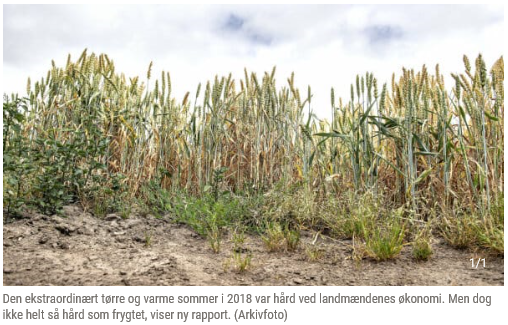 1/1
Den ekstraordinært tørre og varme sommer i 2018 var hård ved landmændenes økonomi. Men dog
ikke helt så hård som frygtet, viser ny rapport. (Arkivfoto)